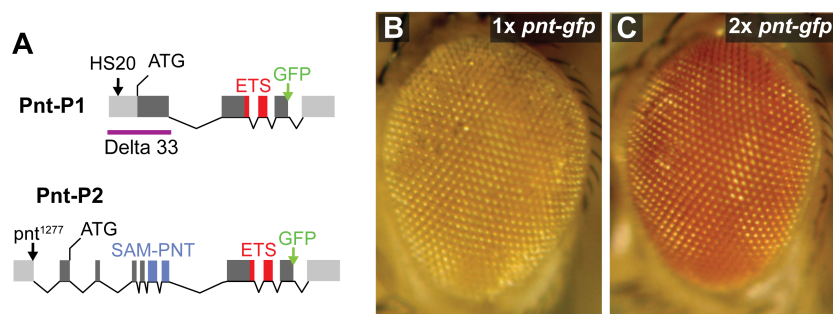 A
HS20
ATG
ETS
GFP
Pnt-P1
Delta 33
Pnt-P2
pnt1277
ATG
SAM-PNT
ETS
GFP
B
1x pnt-gfp
C
2x pnt-gfp